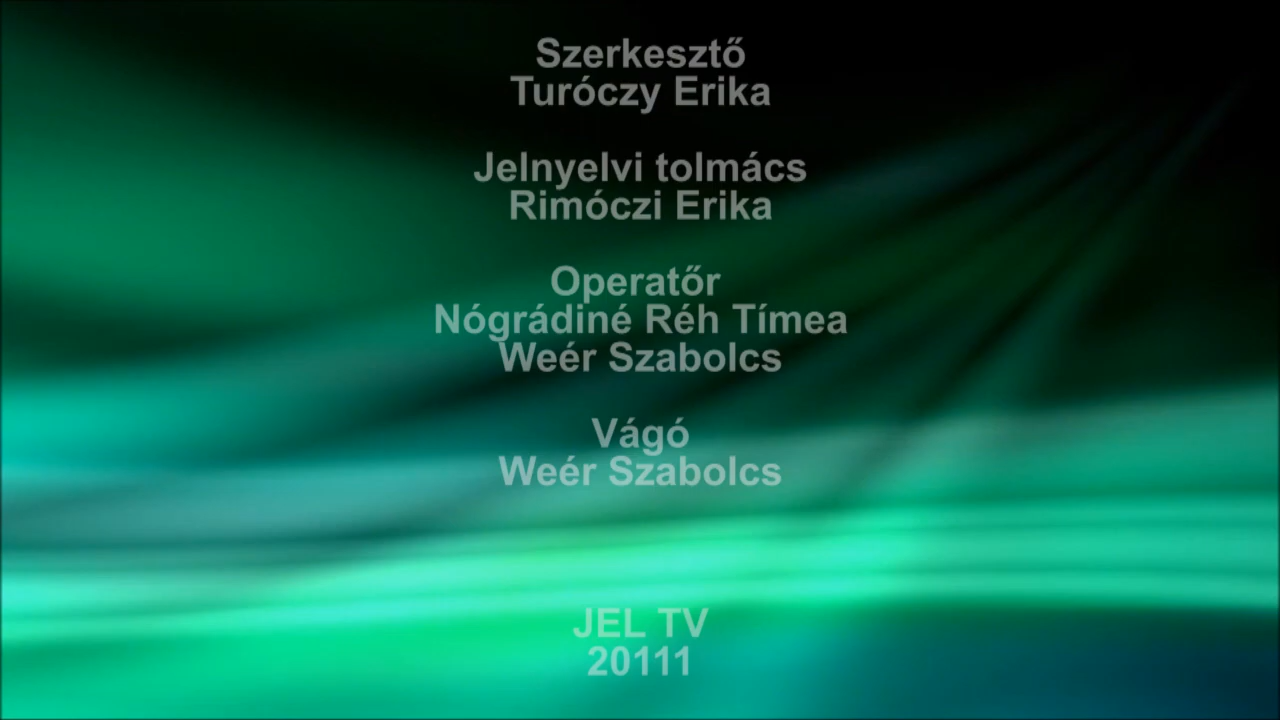 Szerkesztő
Turóczy Erika
Jelnyelvi tolmács
Rimóczi Erika
Operatőr
Nógrádiné Réh Tímea
Weér Szabolcs
Vágó
Weér Szabolcs
JEL TV
20111